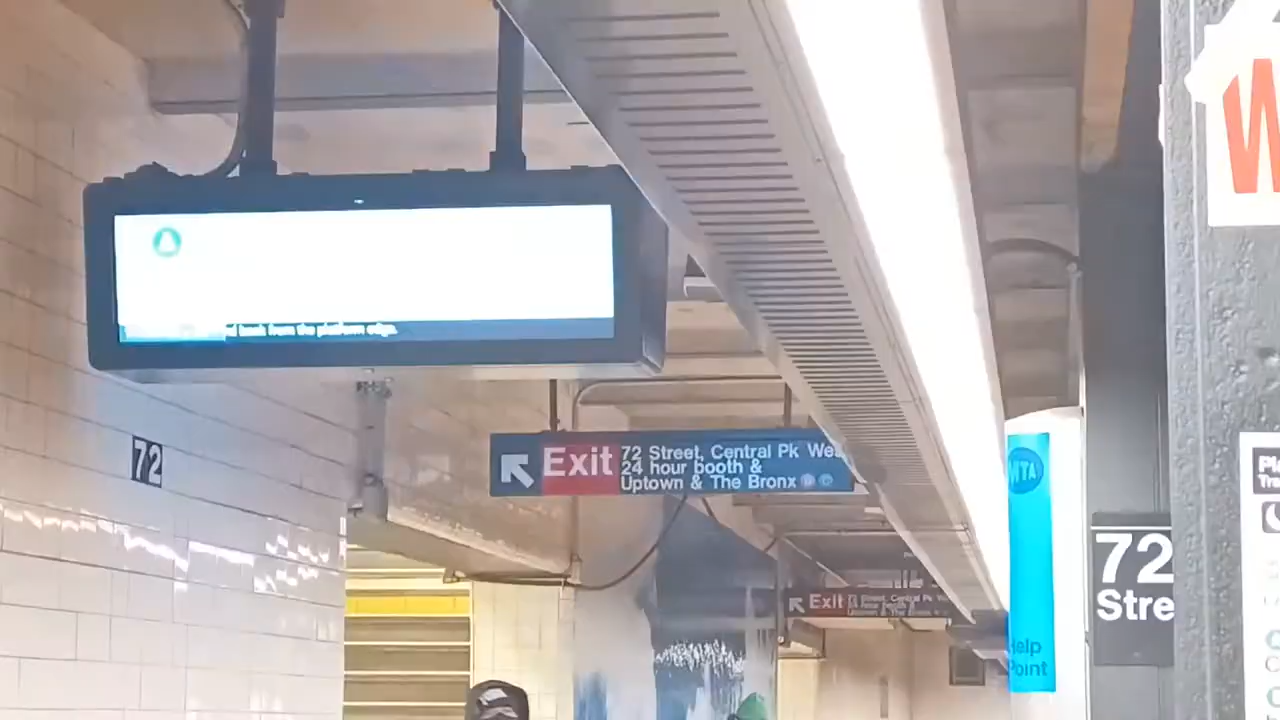 back from the platform edge.
72
Exit
72 Street, Central Pk Wes
24 hour booth &
Uptown & The Bronx B C
Exit
MTA
Help
Point
72
Stre
W